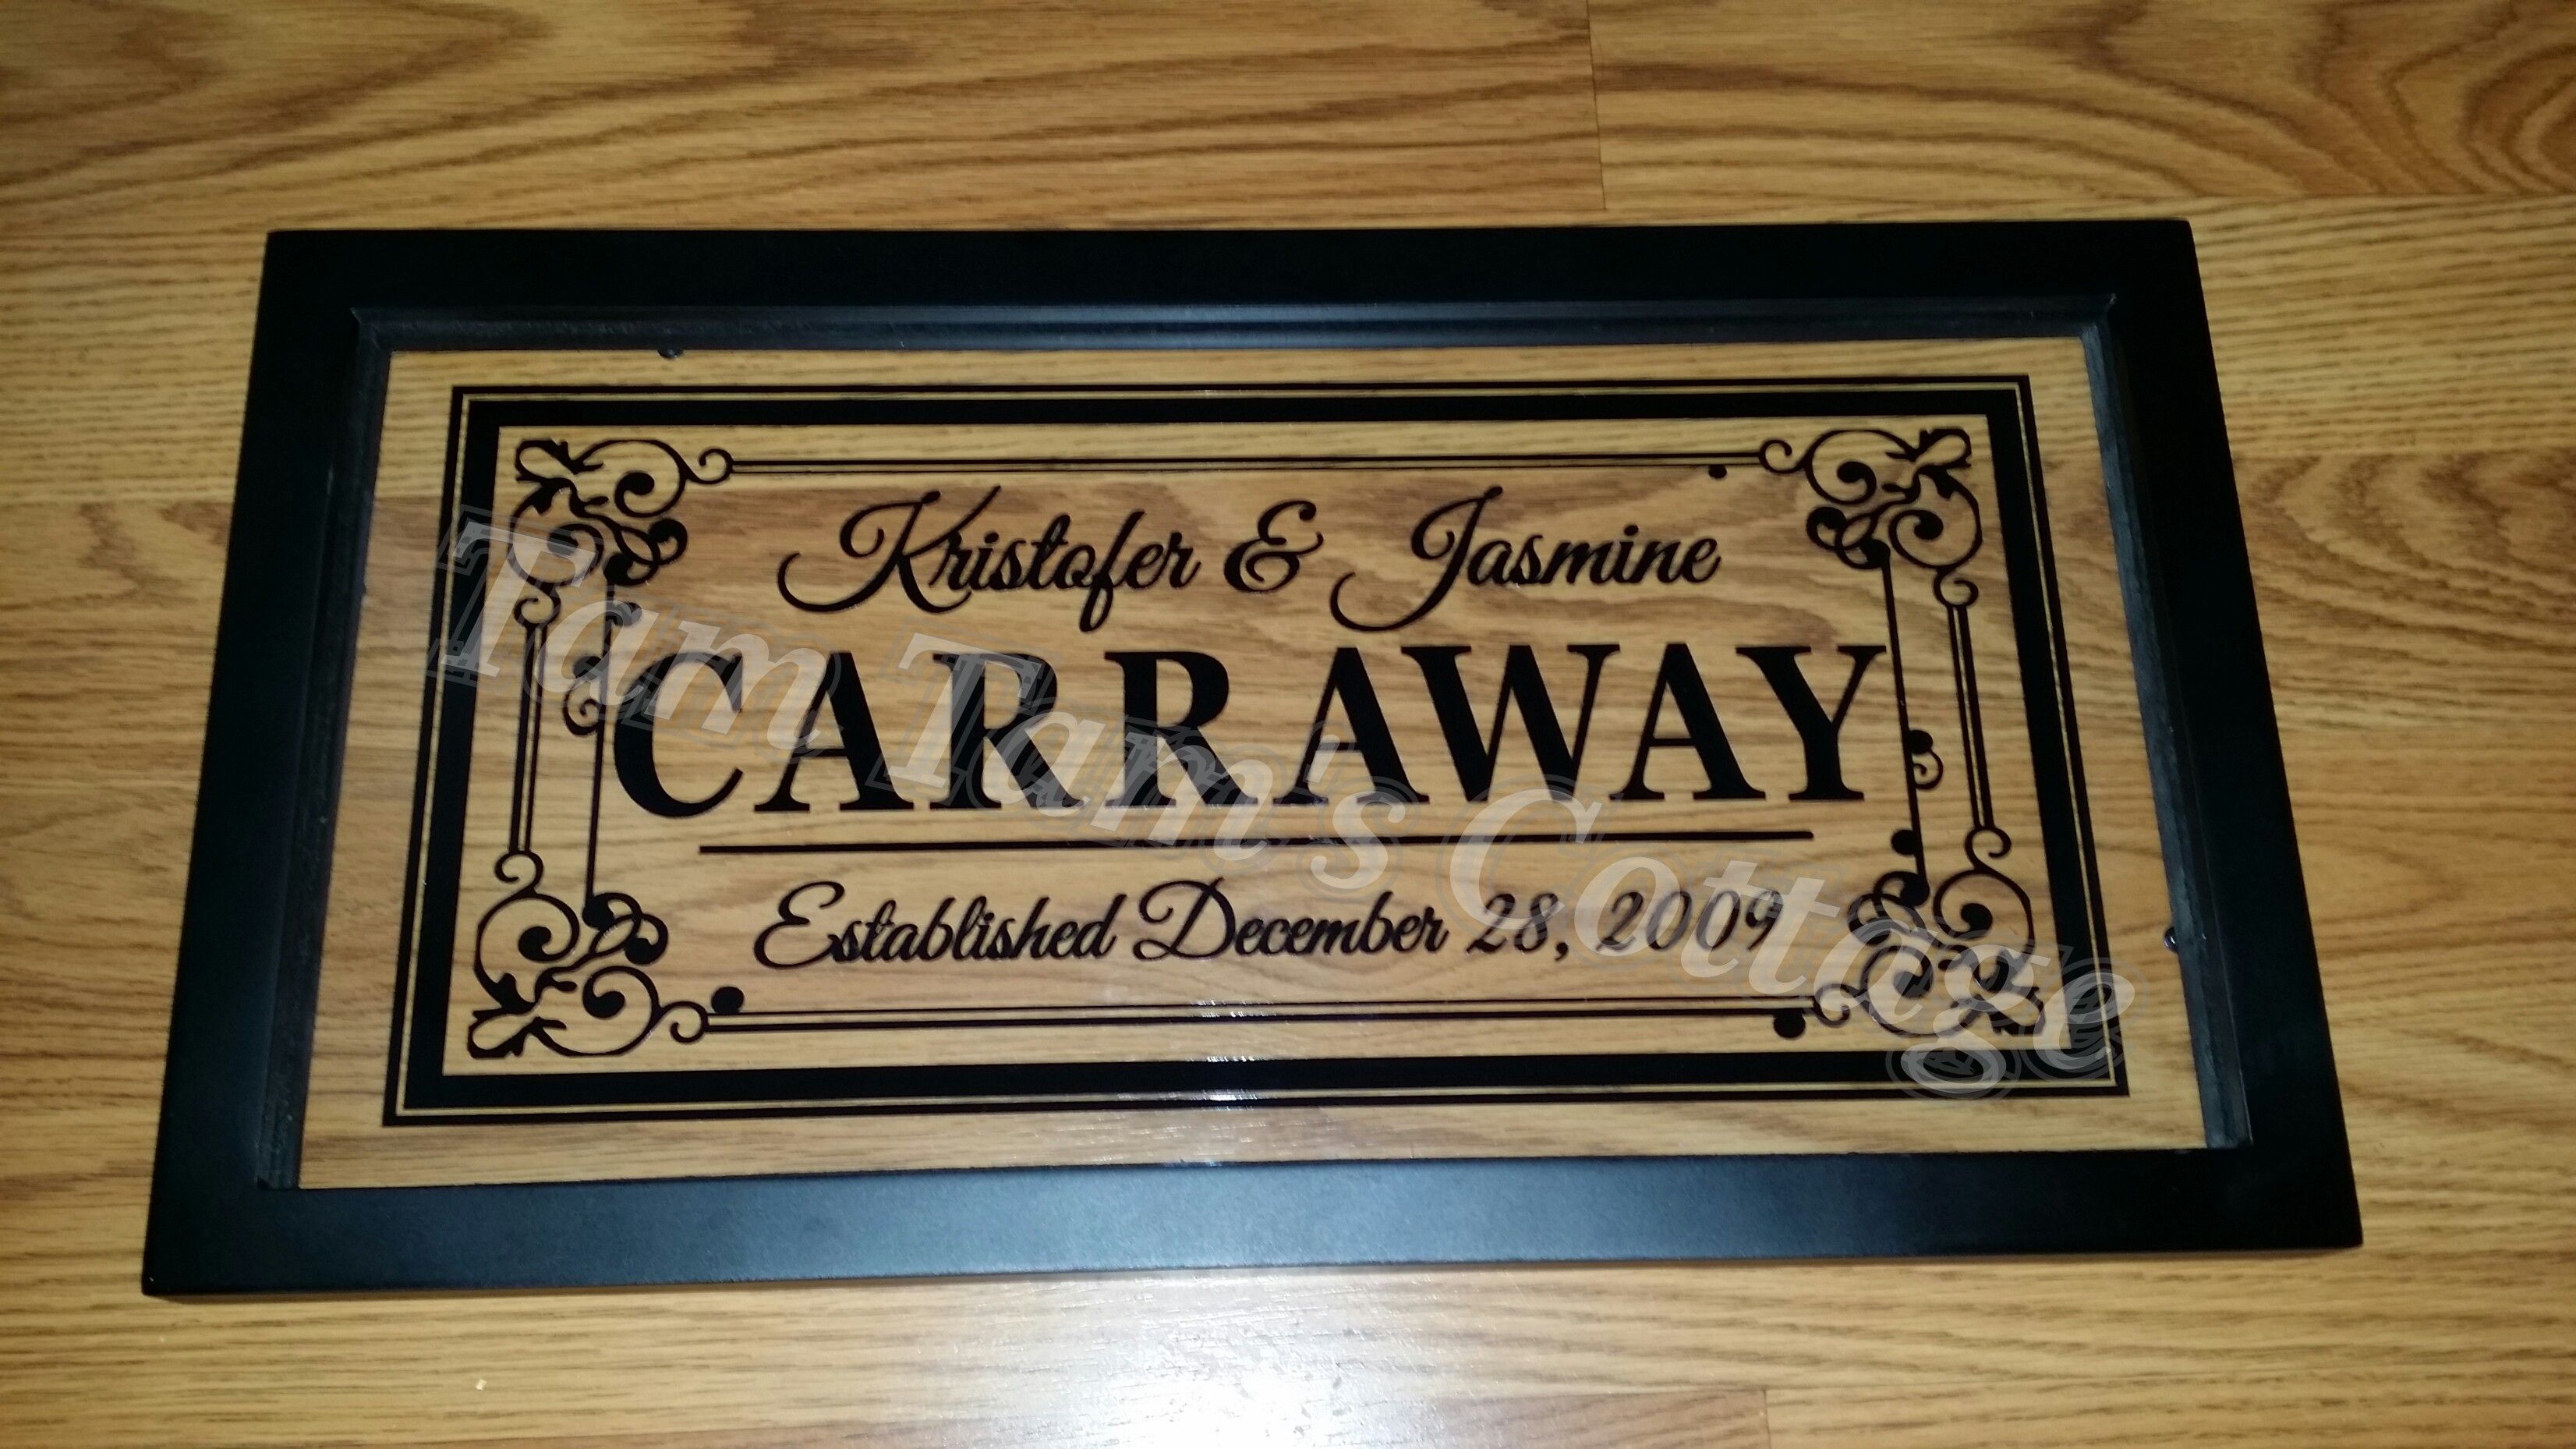 Kristofer & Jasmine
CARRAWAY
Established December 28, 2009
Tam Tam's Cottage